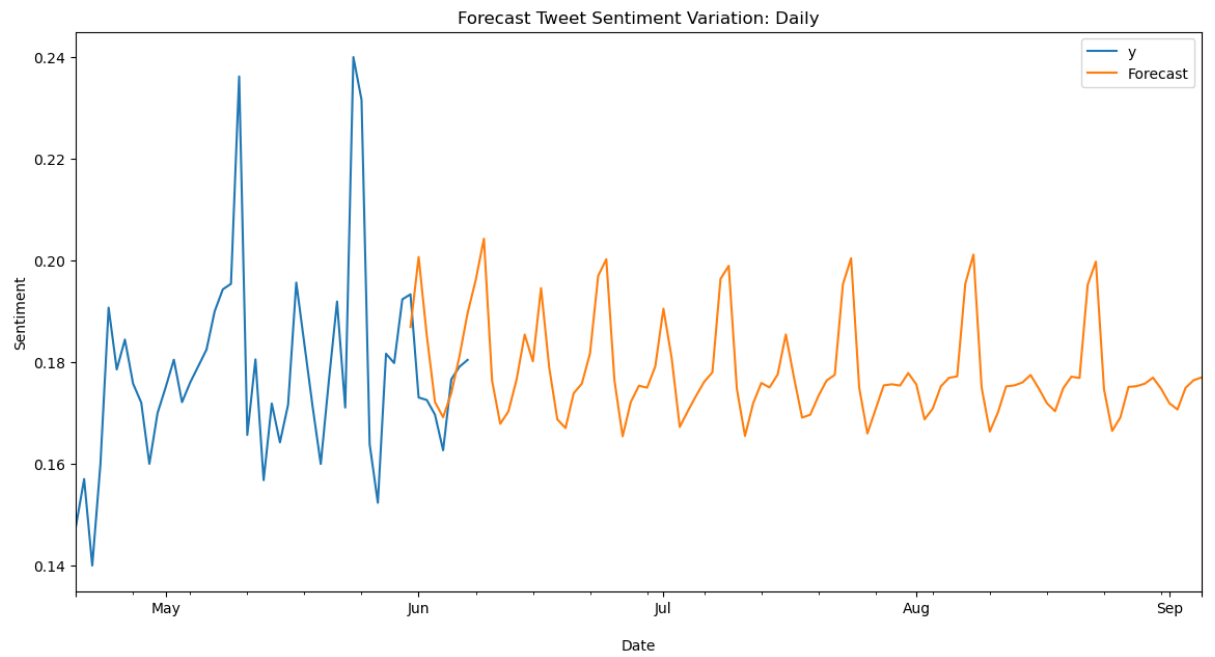 Forecast Tweet Sentiment Variation: Daily
y
Forecast
0.24
0.22
0.20
0.18
0.16
0.14
Sentiment
May Jun Jul Aug Sep
Date